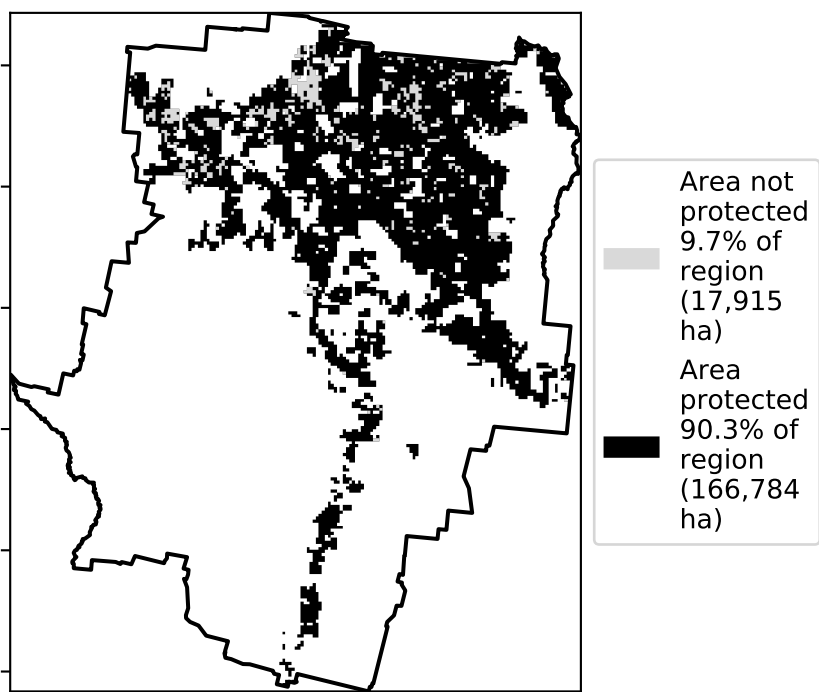 Area not
protected
9.7% of
region
(17,915
ha)
Area
protected
90.3% of
region
(166,784
ha)